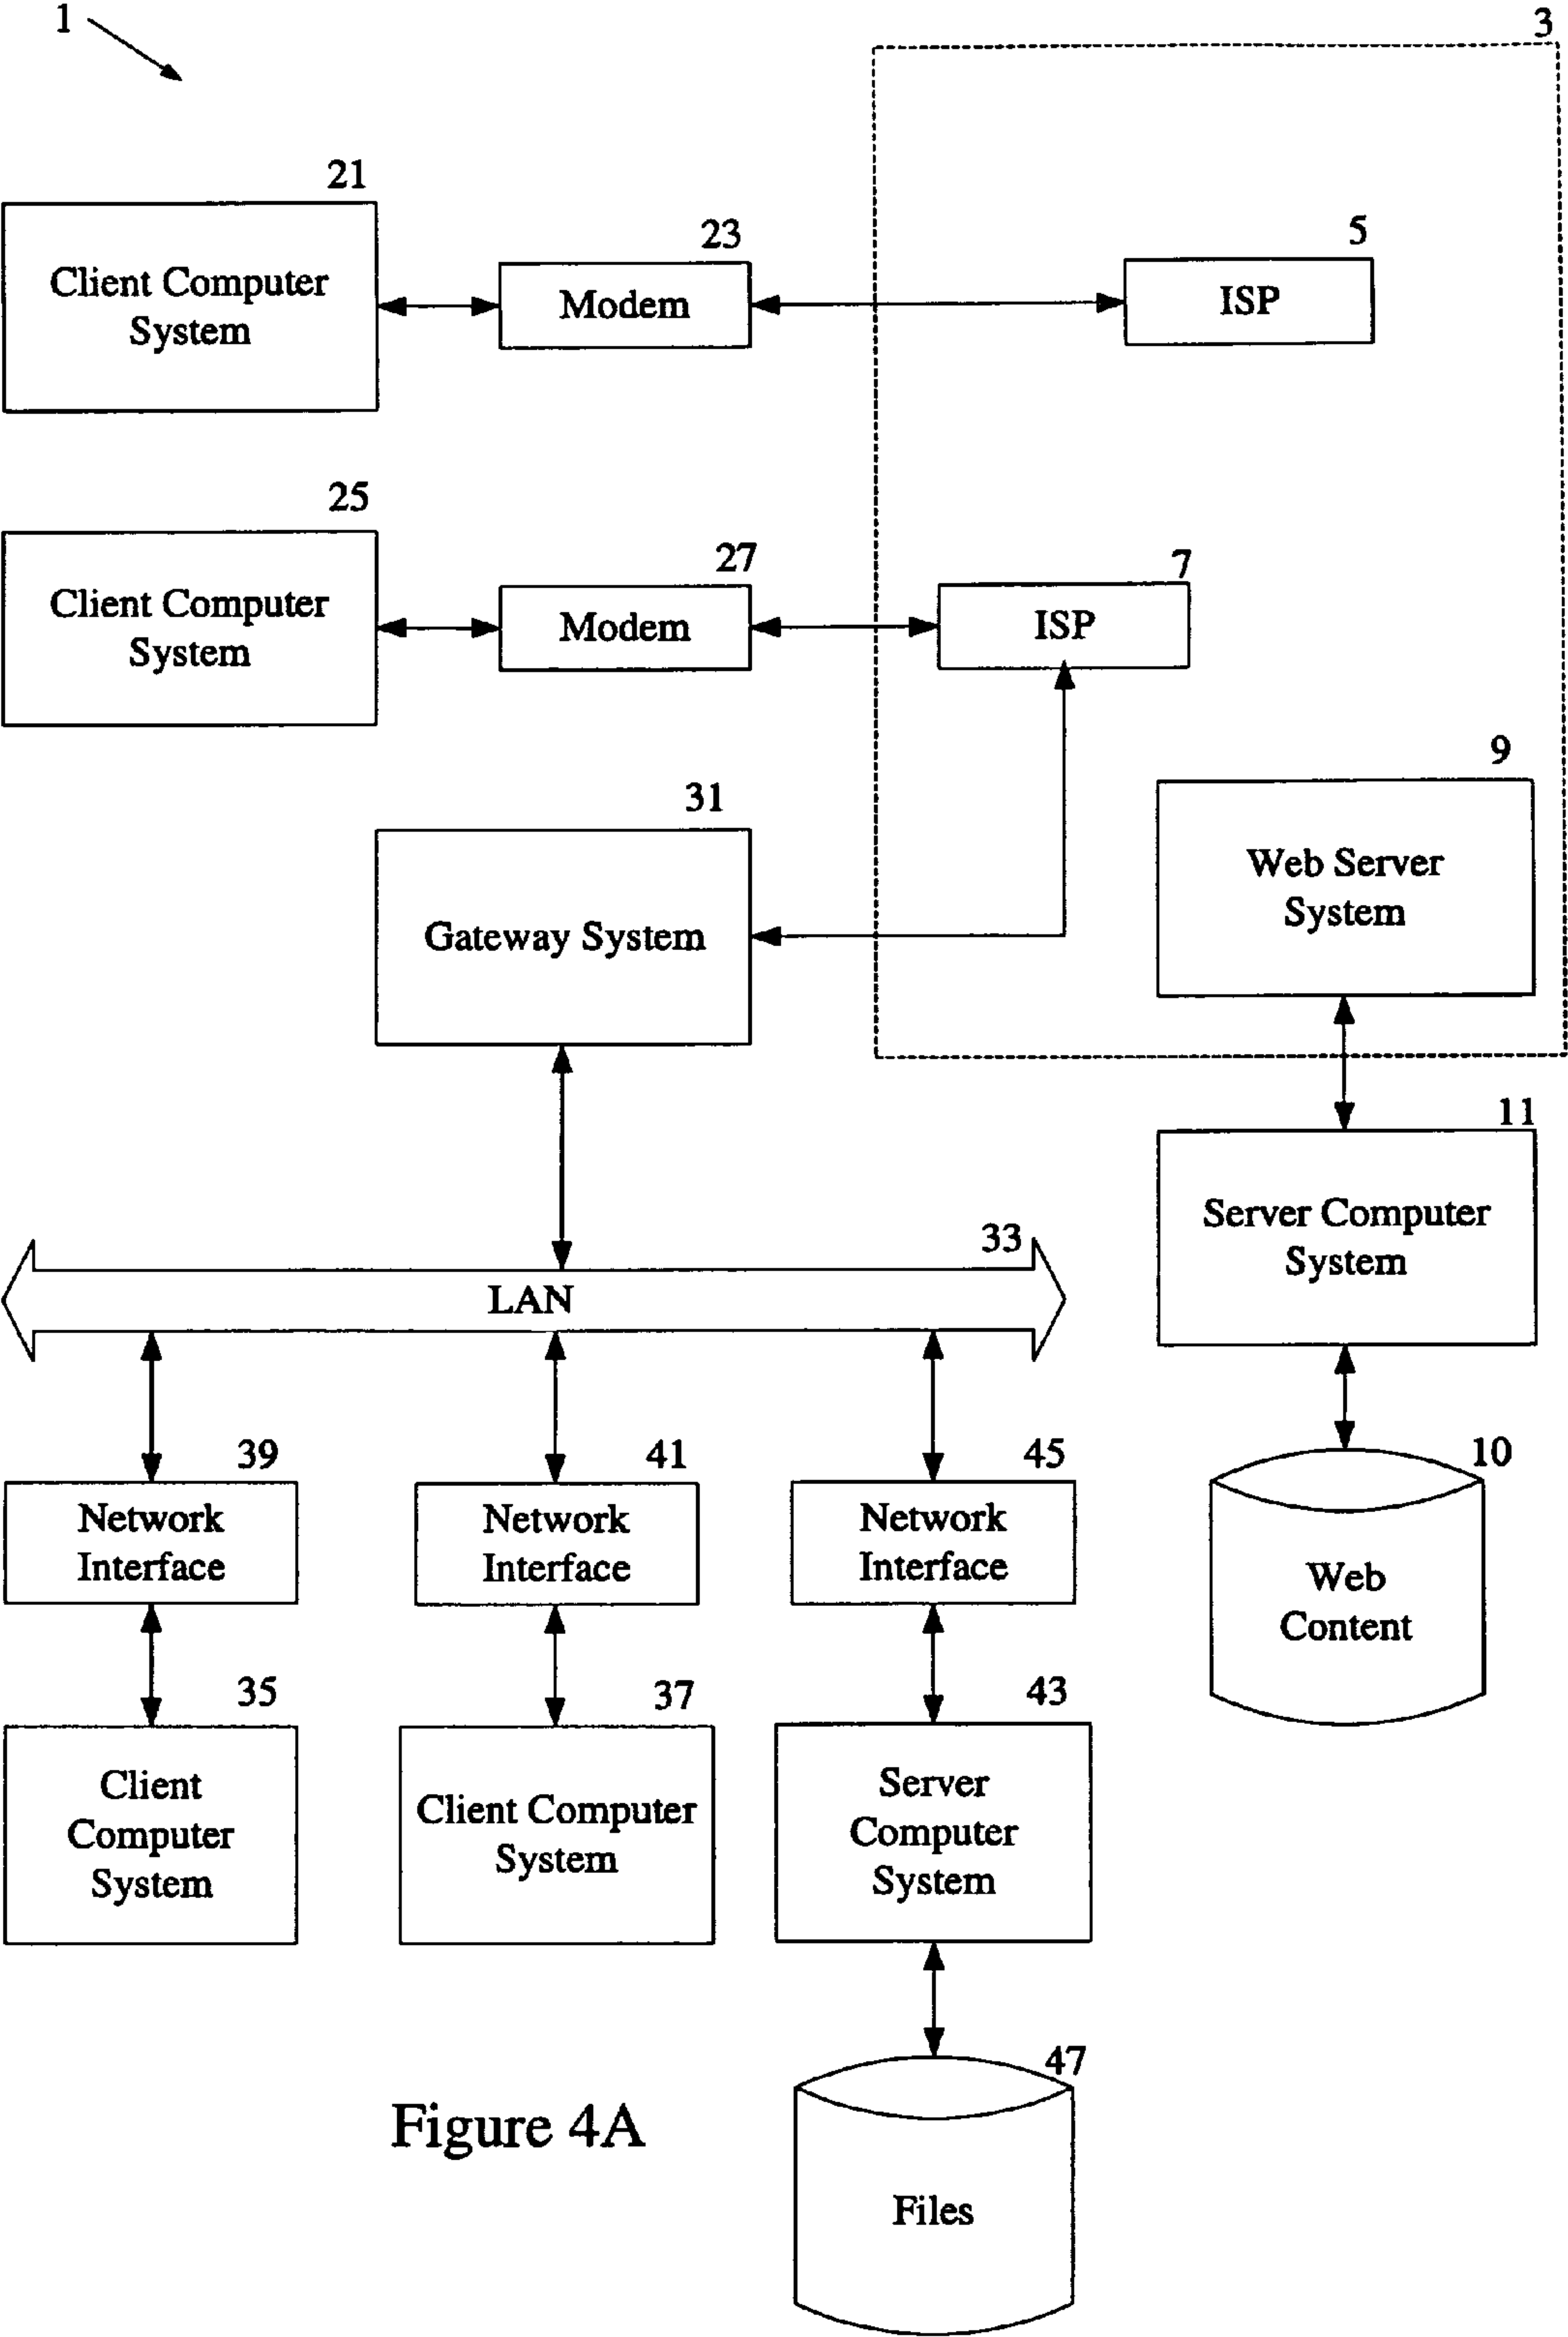 1
3
21
Client Computer
System
23
Modem
5
ISP
25
Client Computer
System
27
Modem
7
ISP
31
Gateway System
9
Web Server
System
11
Server Computer
System
33
LAN
39
Network
Interface
41
Network
Interface
45
Network
Interface
10
Web
Content
35
Client
Computer
System
37
Client Computer
System
43
Server
Computer
System
47
Files
Figure 4A